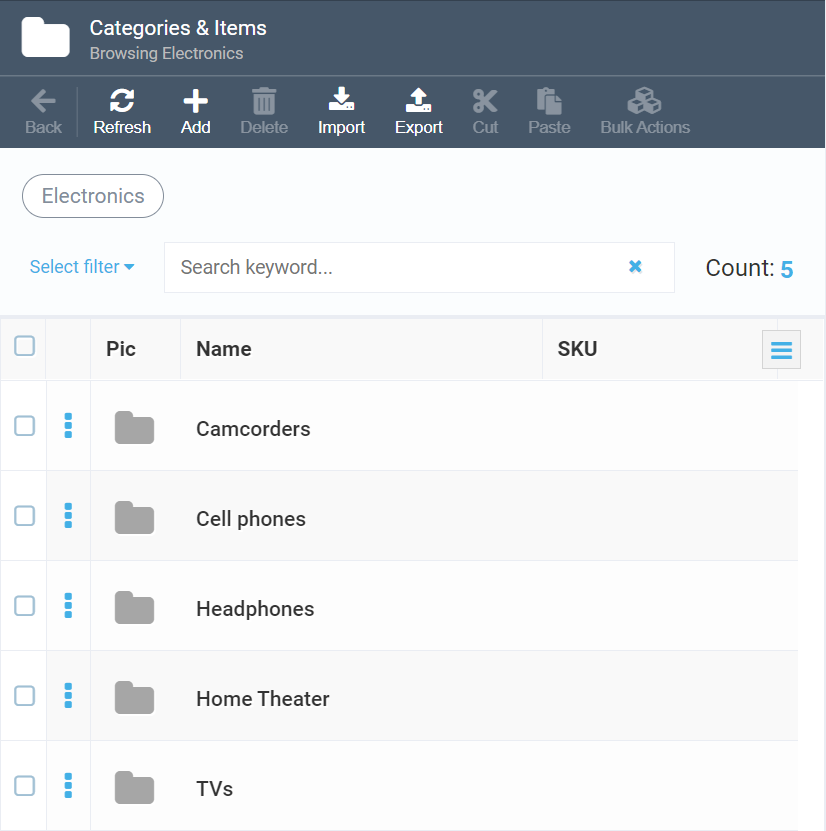 Categories & Items
Browsing Electronics
Back Refresh Add Delete Import Export Cut Paste Bulk Actions
Electronics
Select filter Search keyword... Count: 5
Pic Name SKU
Camcorders
Cell phones
Headphones
Home Theater
TVs